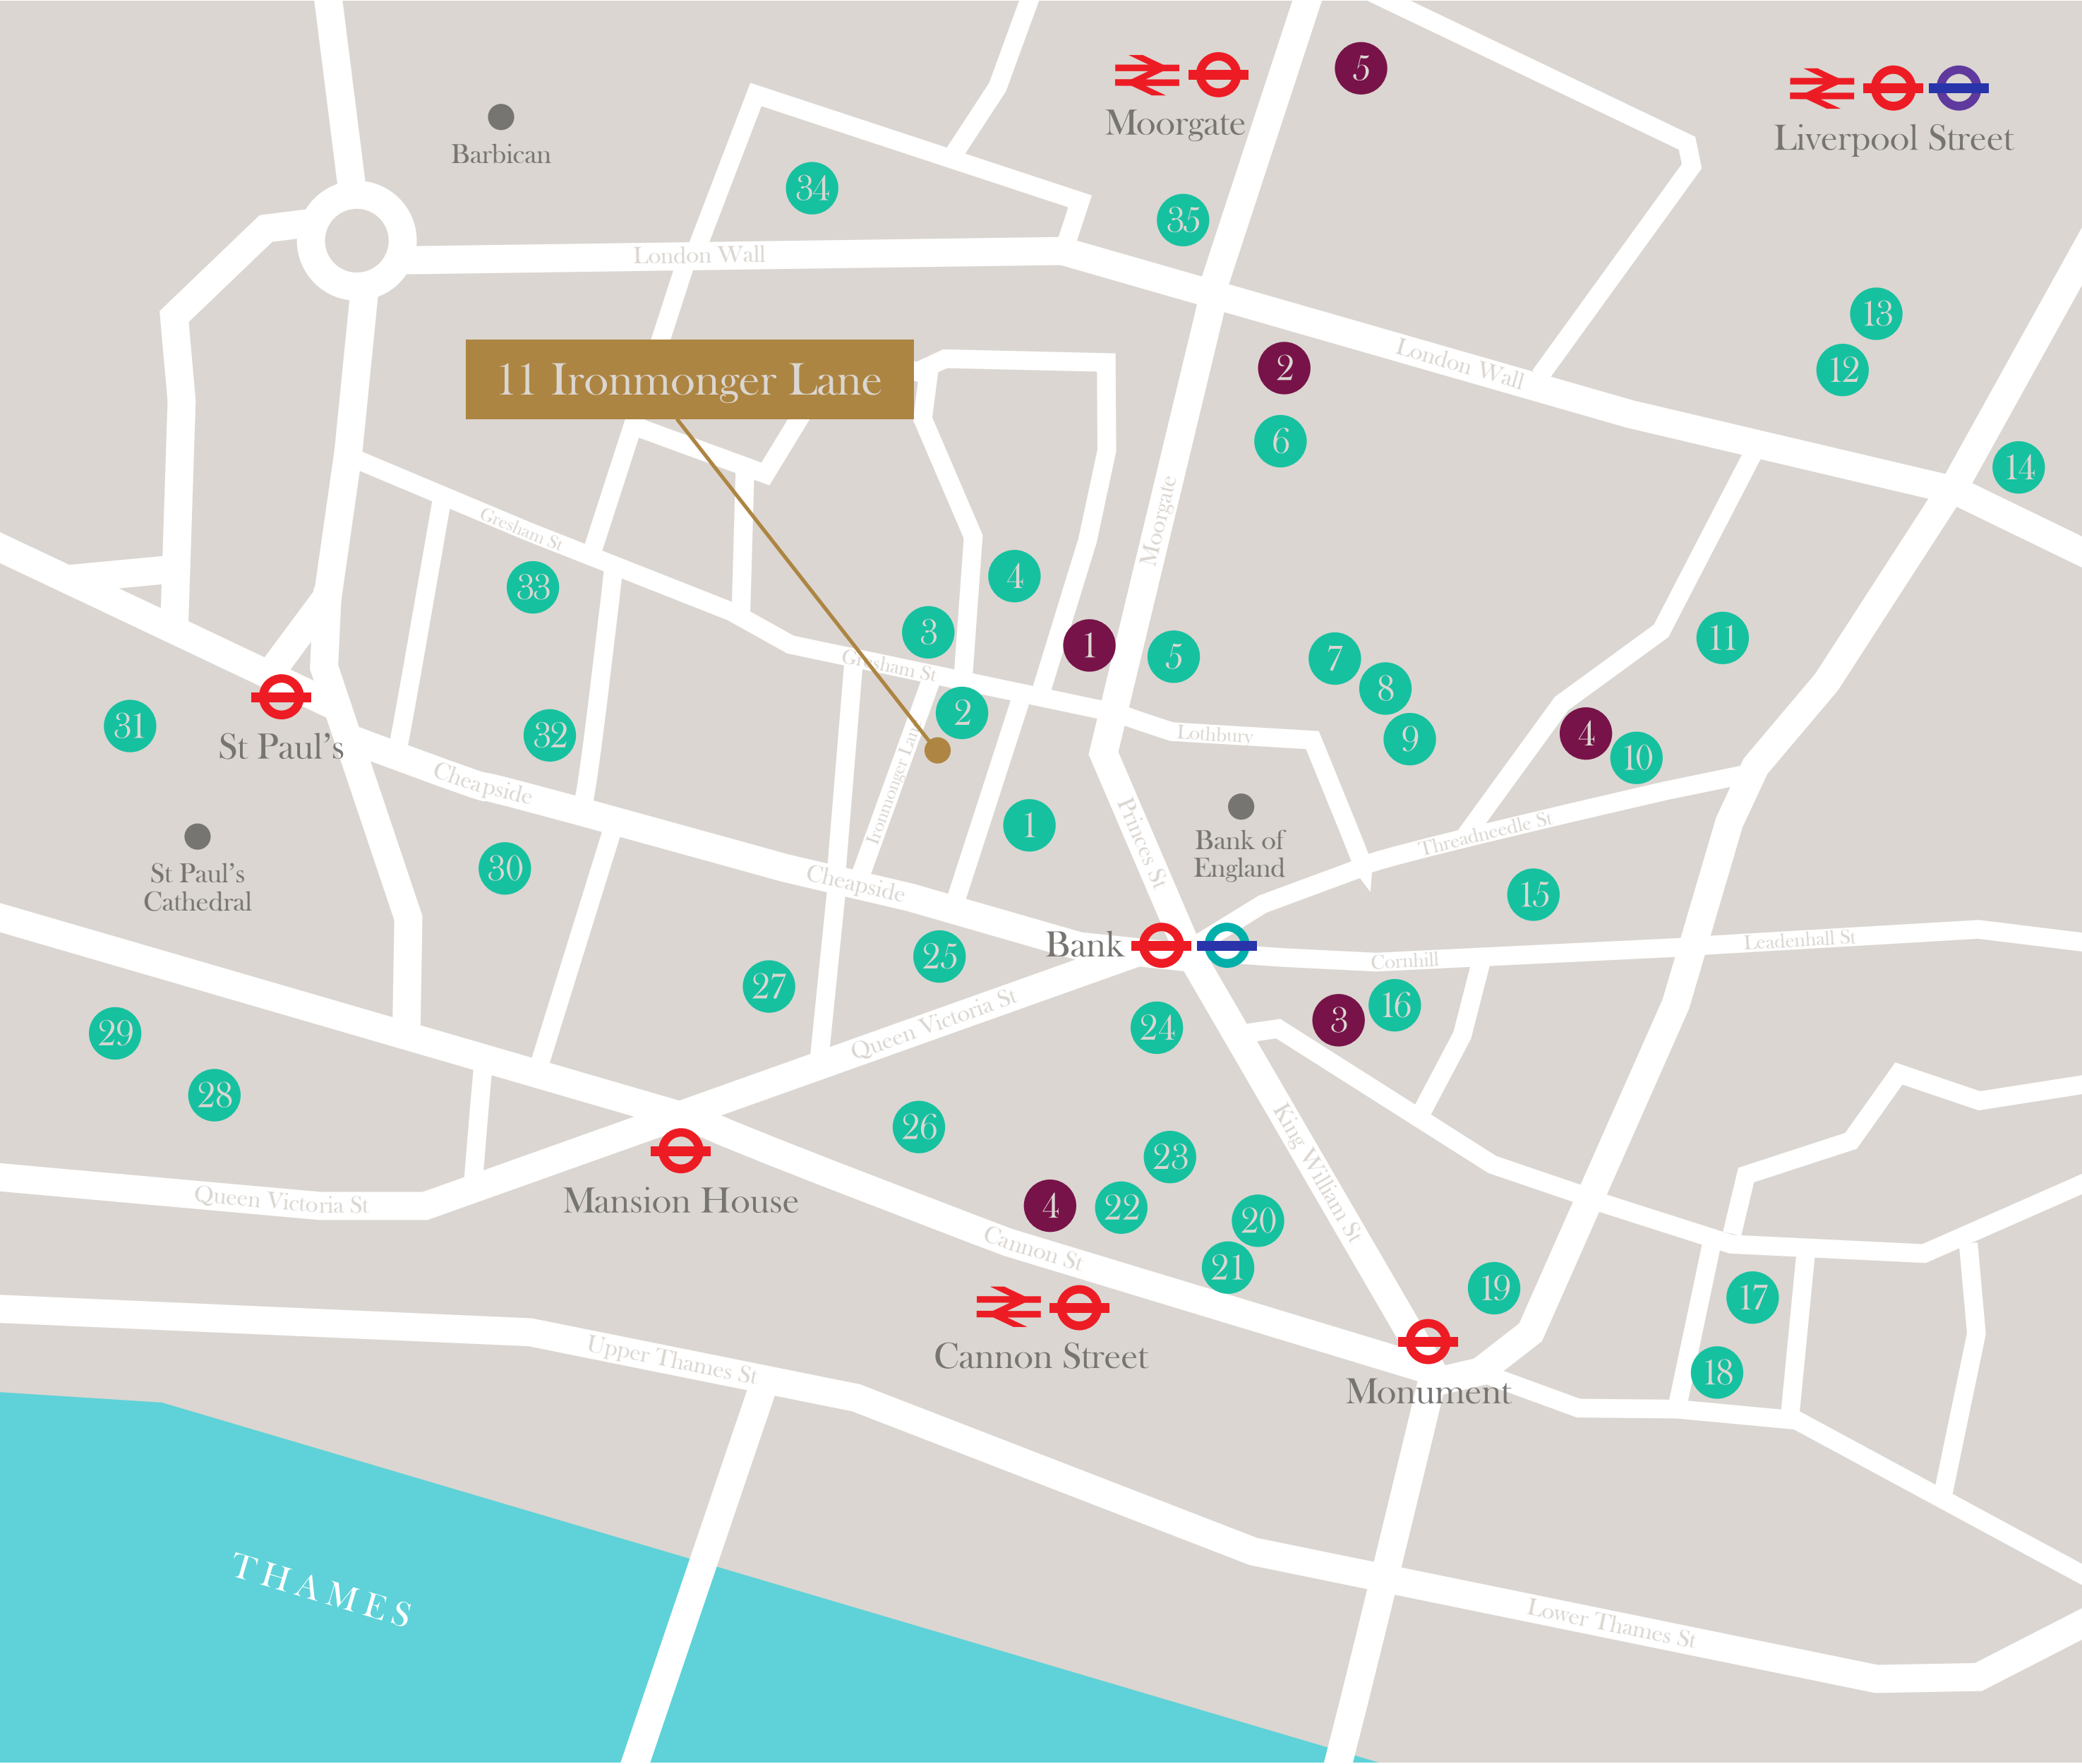 5
Moorgate
Liverpool Street
Barbican
34
35
London Wall
13
2
London Wall
12
11 Ironmonger Lane
6
14
Moorgate
Gresham St
33
4
3
1
5
7
11
Gresham St
8
31
2
32
9
4
10
St Paul's
Lothbury
Ironmonger Lane
Cheapside
1
Princes St
Bank of
England
Threadneedle St
St Paul's
Cathedral
30
Cheapside
15
Bank
25
Cornhill
Leadenhall St
27
Queen Victoria St
29
24
3
16
28
26
23
King William St
Mansion House
Queen Victoria St
4
22
20
Cannon St
21
19
17
Cannon Street
Upper Thames St
Monument
18
THAMES
Lower Thames St